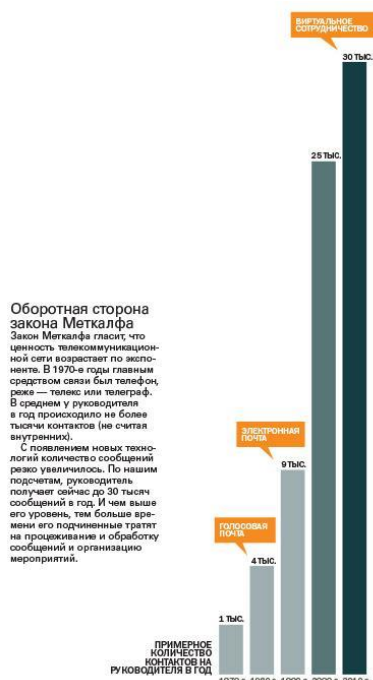 ВИРТУАЛЬНОЕ
СОТРУДНИЧЕСТВО
30 ТЫС.
25 ТЫС.
Оборотная сторона
закона Меткалфа
Закон Меткалфа гласит, что
ценность телекоммуникацион-
ной сети возрастает по экспо-
ненте. В 1970-е годы главным
средством связи был телефон,
реже — телекс или телеграф.
В среднем у руководителя
в год происходило не более
тысячи контактов (не считая
внутренних).
С появлением новых техно-
логий количество сообщений
резко увеличилось. По нашим
подсчетам, руководитель
получает сейчас до 30 тысяч
сообщений в год. И чем выше
его уровень, тем больше вре-
мени его подчиненные тратят
на процеживание и обработку
сообщений и организацию
мероприятий.
ЭЛЕКТРОННАЯ
ПОЧТА
9 ТЫС.
ГОЛОСОВАЯ
ПОЧТА
4 ТЫС.
1 ТЫС.
ПРИМЕРНОЕ
КОЛИЧЕСТВО
КОНТАКТОВ НА
РУКОВОДИТЕЛЯ В ГОД